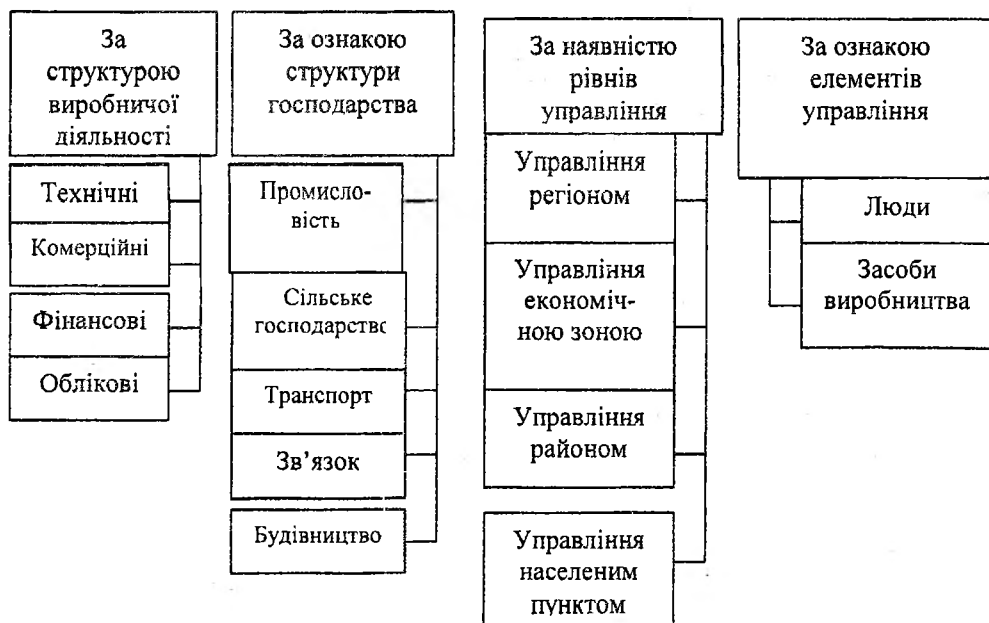 За
структурою
виробничої
діяльності
Технічні
Комерційні
Фінансові
Облікові
За ознакою
структури
господарства
Промисло-
вість
Сільське
господарство
Транспорт
Зв’язок
Будівництво
За наявністю
рівнів
управління
Управління
регіоном
Управління
економіч-
ною зоною
Управління
районом
Управління
населеним
пунктом
За ознакою
елементів
управління
Люди
Засоби
виробництва